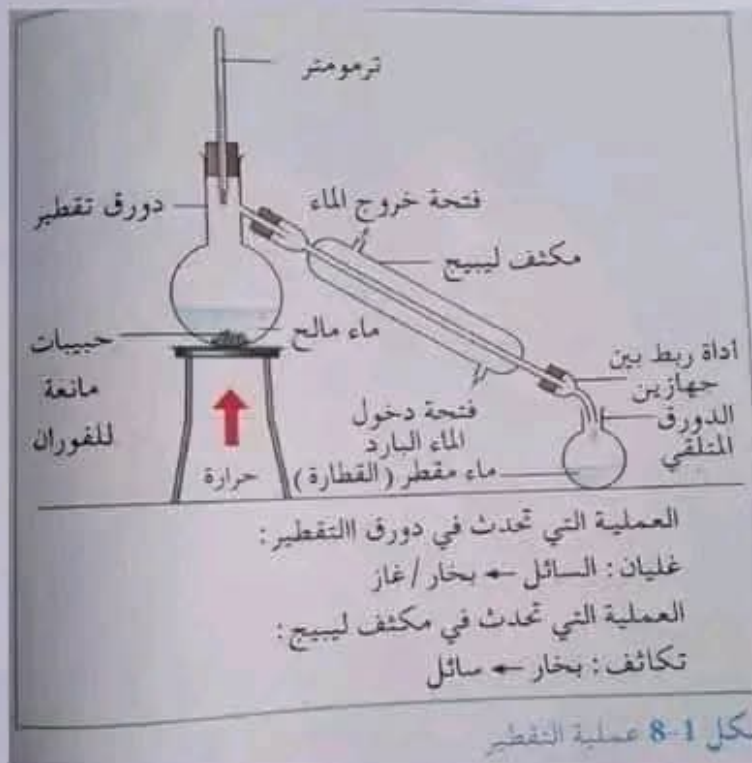 ترمومتر
فتحة خروج الماء
دورق تقطير
مكثف ليبيج
ماء مالح
حبيبات
مانعة
للفوران
أداة ربط بين
جهازين
الدورق
المتلقي
فتحة دخول
الماء البارد
ماء مقطر (القطارة)
حرارة
العملية التي تحدث في دورق االتقطير:
غليان: السائل ← بخار/غاز
العملية التي تحدث في مكثف ليبيج:
تكاثف: بخار ← سائل
شكل 1-8 عملية التقطير